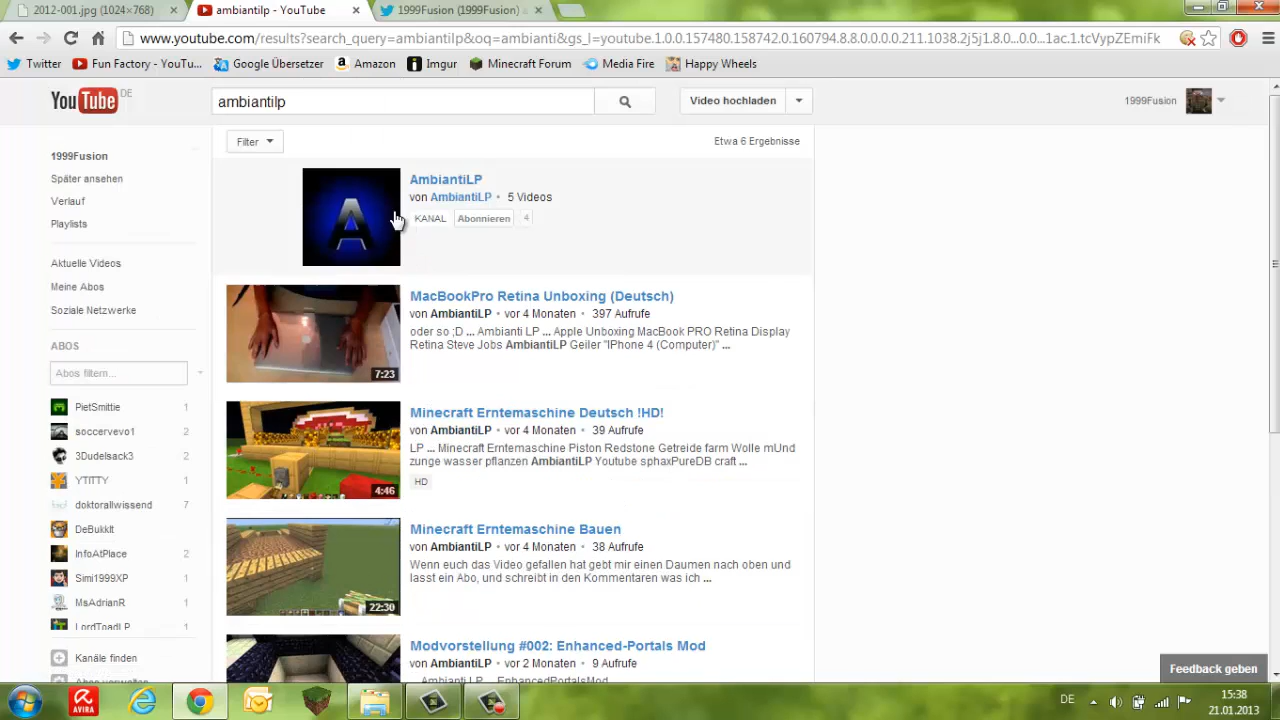 2012-001.jpg (1024×768)
ambiantilp - YouTube
1999Fusion (1999Fusion)
www.youtube.com/results?search_query=ambiantilp&oq=ambianti&gs_l=youtube.1.0.0.157480.158742.0.160794.8.8.0.0.0.0.211.1038.2j5j1.8.0...0.0...1ac.1.tcVypZEmiFk
Twitter
Fun Factory - YouTu...
Google Übersetzer
Amazon
Imgur
Minecraft Forum
Media Fire
Happy Wheels
YouTube DE
ambiantilp
Video hochladen
1999Fusion
Filter
Etwa 6 Ergebnisse
1999Fusion
Später ansehen
Verlauf
Playlists
Aktuelle Videos
Meine Abos
Soziale Netzwerke
ABOS
Abos filtern...
PietSmittie 1
soccervevo1 2
3Dudelsack3 2
YTITTY 1
doktorallwissend 7
DeBukkIt
InfoAtPlace 2
Simi1999XP 1
MsAdrianR 1
LordToadLP
Kanäle finden
Abos verwalten
A
AmbiantiLP
von AmbiantiLP • 5 Videos
KANAL Abonnieren 4
MacBookPro Retina Unboxing (Deutsch)
von AmbiantiLP • vor 4 Monaten • 397 Aufrufe
oder so ;D ... Ambianti LP ... Apple Unboxing MacBook PRO Retina Display
Retina Steve Jobs AmbiantiLP Geiler "IPhone 4 (Computer)" ...
7:23
Minecraft Erntemaschine Deutsch !HD!
von AmbiantiLP • vor 4 Monaten • 39 Aufrufe
LP ... Minecraft Erntemaschine Piston Redstone Getreide farm Wolle mUnd
zunge wasser pflanzen AmbiantiLP Youtube sphaxPureDB craft ...
HD
4:46
Minecraft Erntemaschine Bauen
von AmbiantiLP • vor 4 Monaten • 38 Aufrufe
Wenn euch das Video gefallen hat gebt mir einen Daumen nach oben und
lasst ein Abo, und schreibt in den Kommentaren was ich ...
22:30
Modvorstellung #002: Enhanced-Portals Mod
von AmbiantiLP • vor 2 Monaten • 9 Aufrufe
Ambianti LP ... EnhancedPortalsMod ...
Feedback geben
AVIRA
DE
15:38
21.01.2013